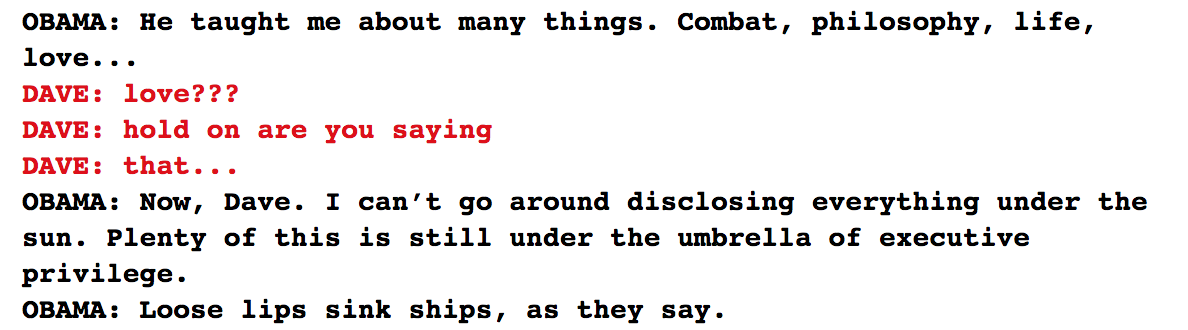 OBAMA: He taught me about many things. Combat, philosophy, life,
love...
DAVE: love???
DAVE: hold on are you saying
DAVE: that...
OBAMA: Now, Dave. I can’t go around disclosing everything under the
sun. Plenty of this is still under the umbrella of executive
privilege.
OBAMA: Loose lips sink ships, as they say.